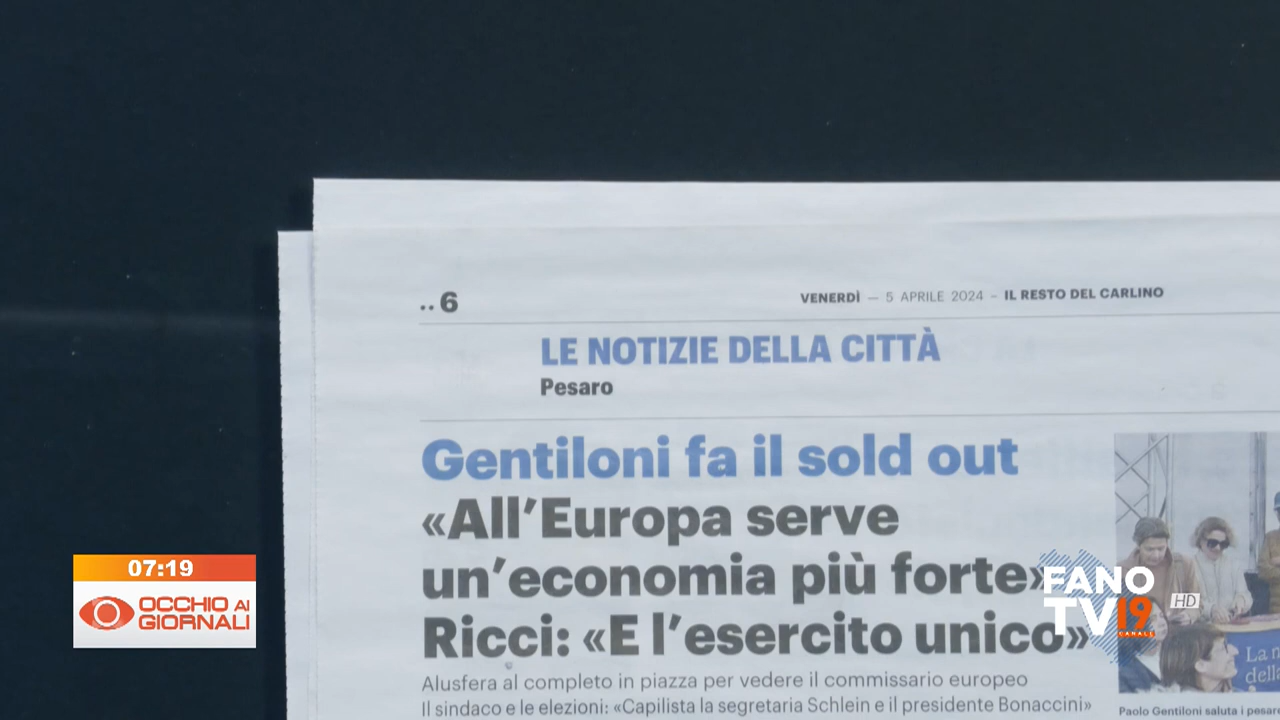 ..6
VENERDÌ — 5 APRILE 2024 – IL RESTO DEL CARLINO
LE NOTIZIE DELLA CITTÀ
Pesaro
Gentiloni fa il sold out
«All'Europa serve
un'economia più forte»
Ricci: «E l'esercito unico»
Alusfera al completo in piazza per vedere il commissario europeo
Il sindaco e le elezioni: «Capilista la segretaria Schlein e il presidente Bonaccini»
La
dell
Paolo Gentiloni saluta i
07:19
OCCHIO AI
GIORNALI
FANO
TV19
CANALE
HD